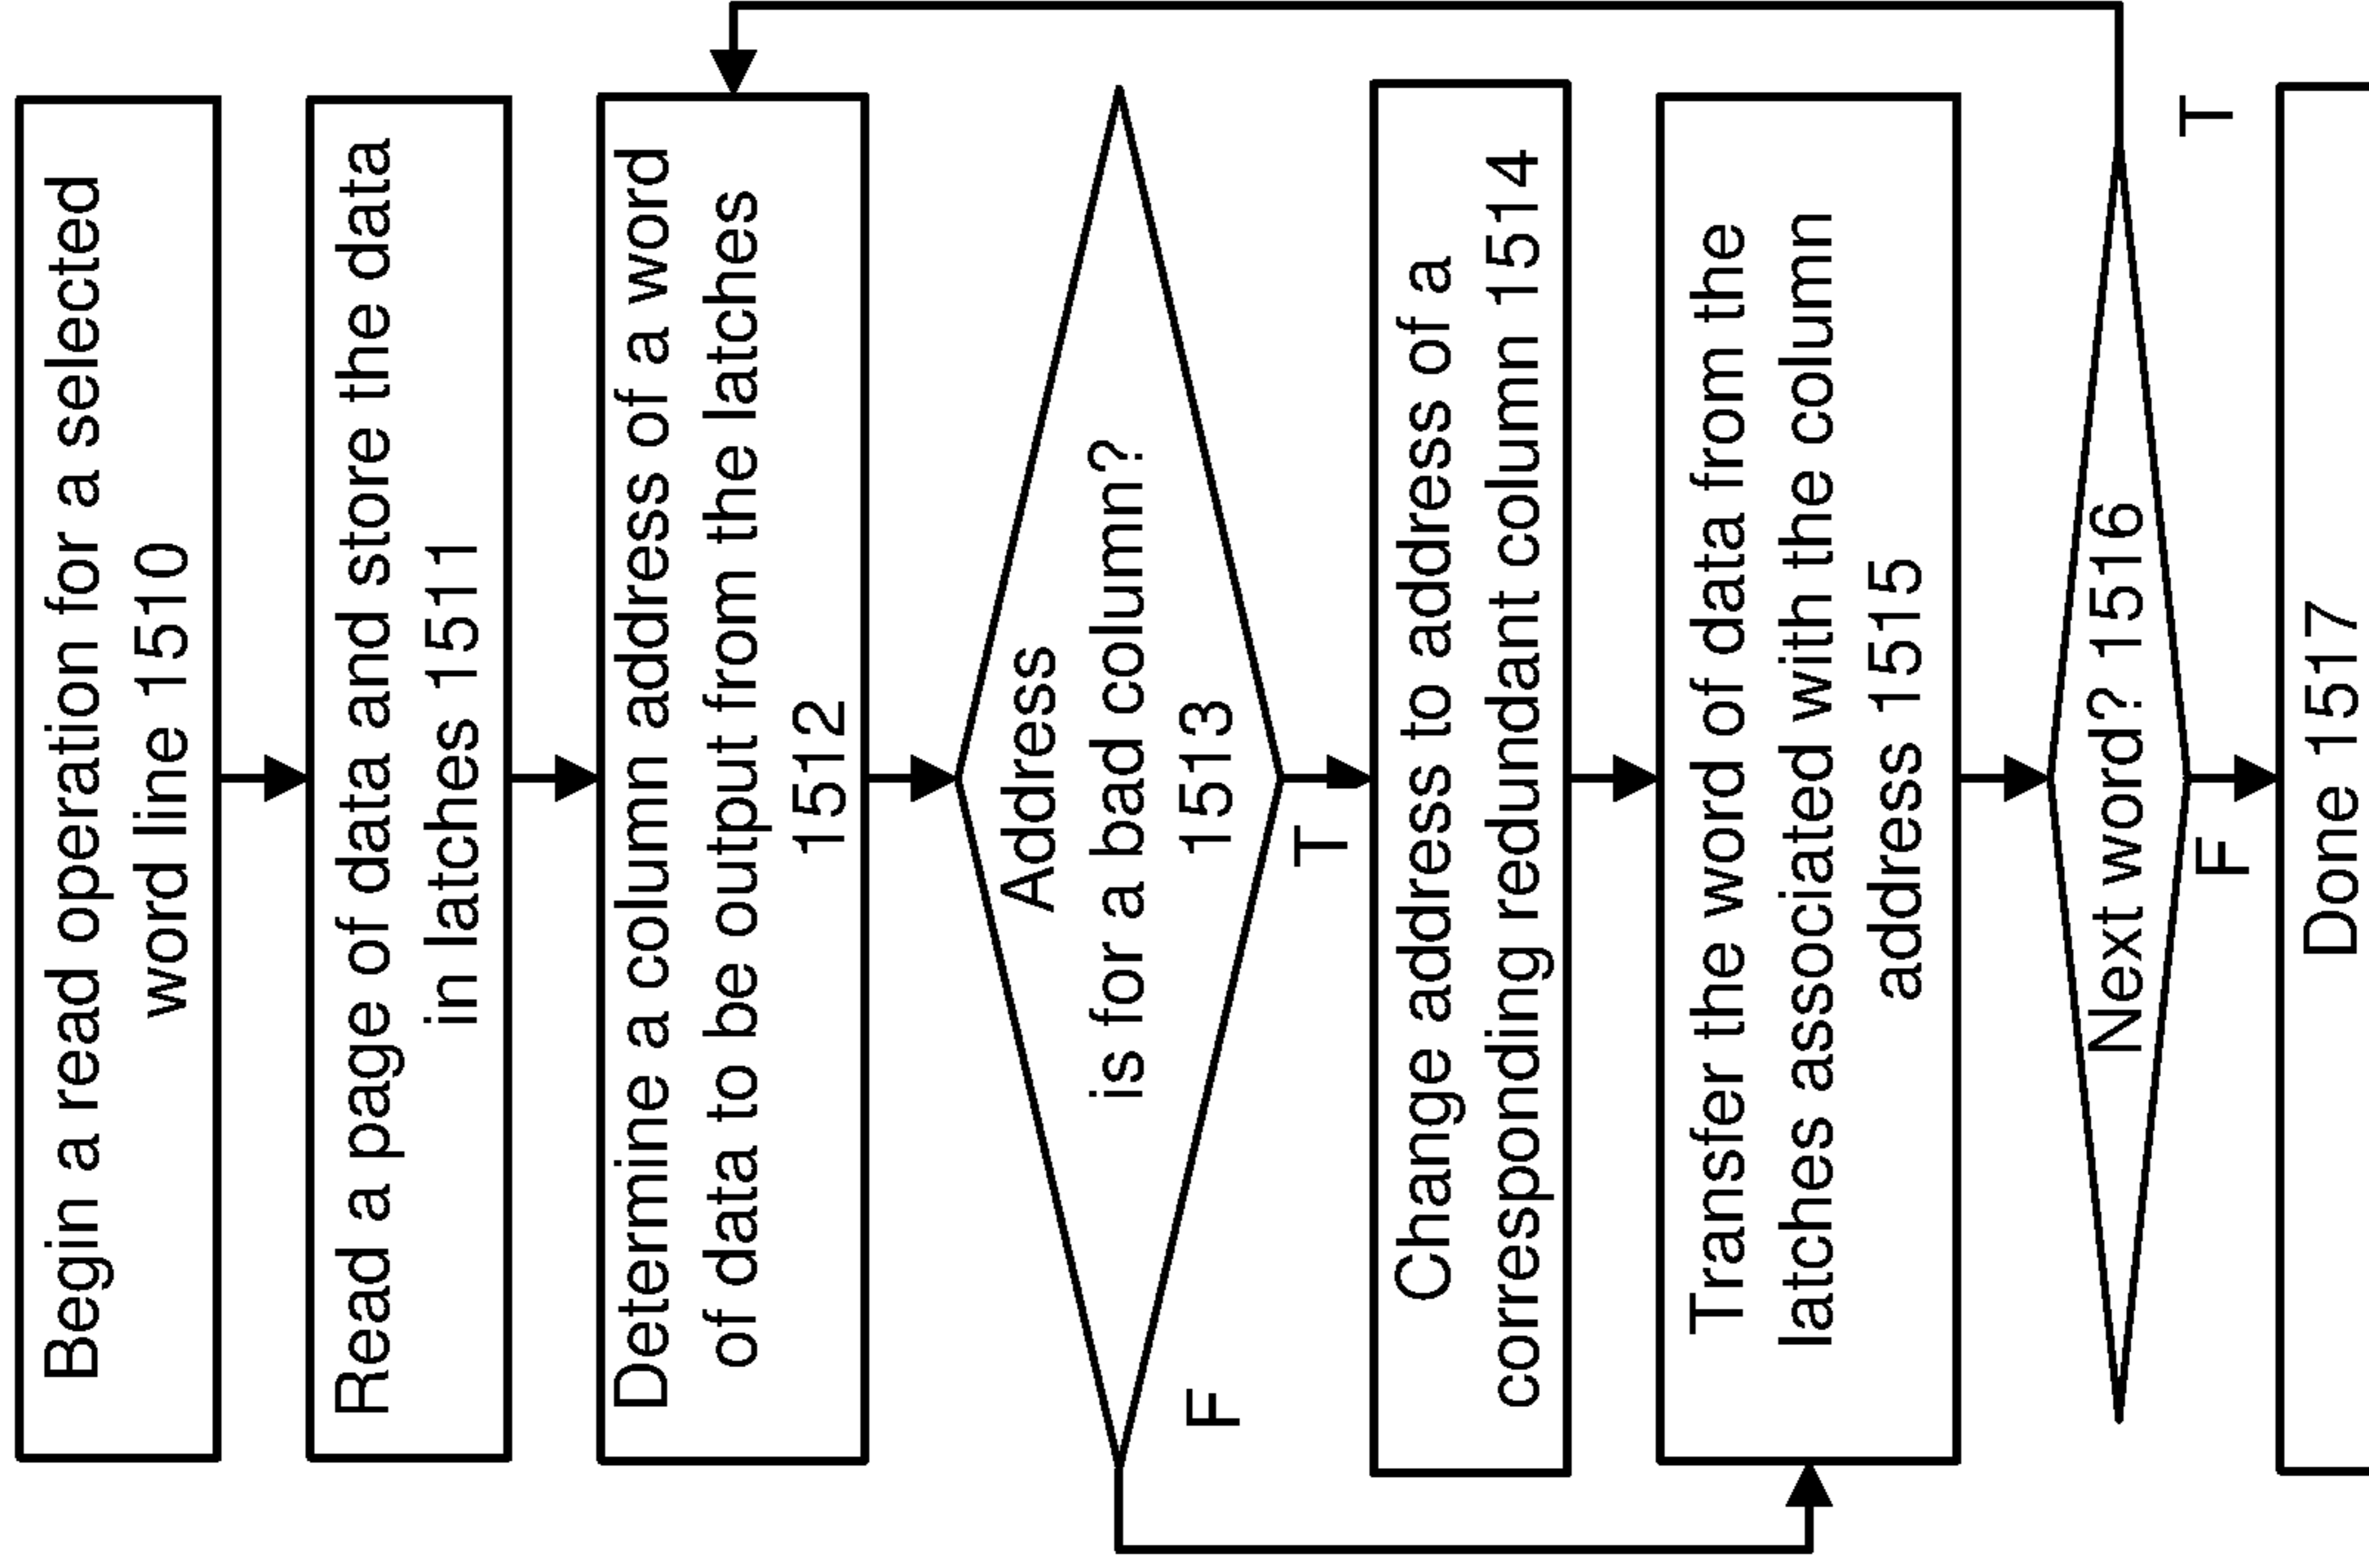 Begin a read operation for a selected
word line 1510
Read a page of data and store the data
in latches 1511
Determine a column address of a word
of data to be output from the latches
1512
Address
is for a bad column?
1513
F
T
Change address to address of a
corresponding redundant column 1514
Transfer the word of data from the
latches associated with the column
address 1515
Next word? 1516
T
F
Done 1517